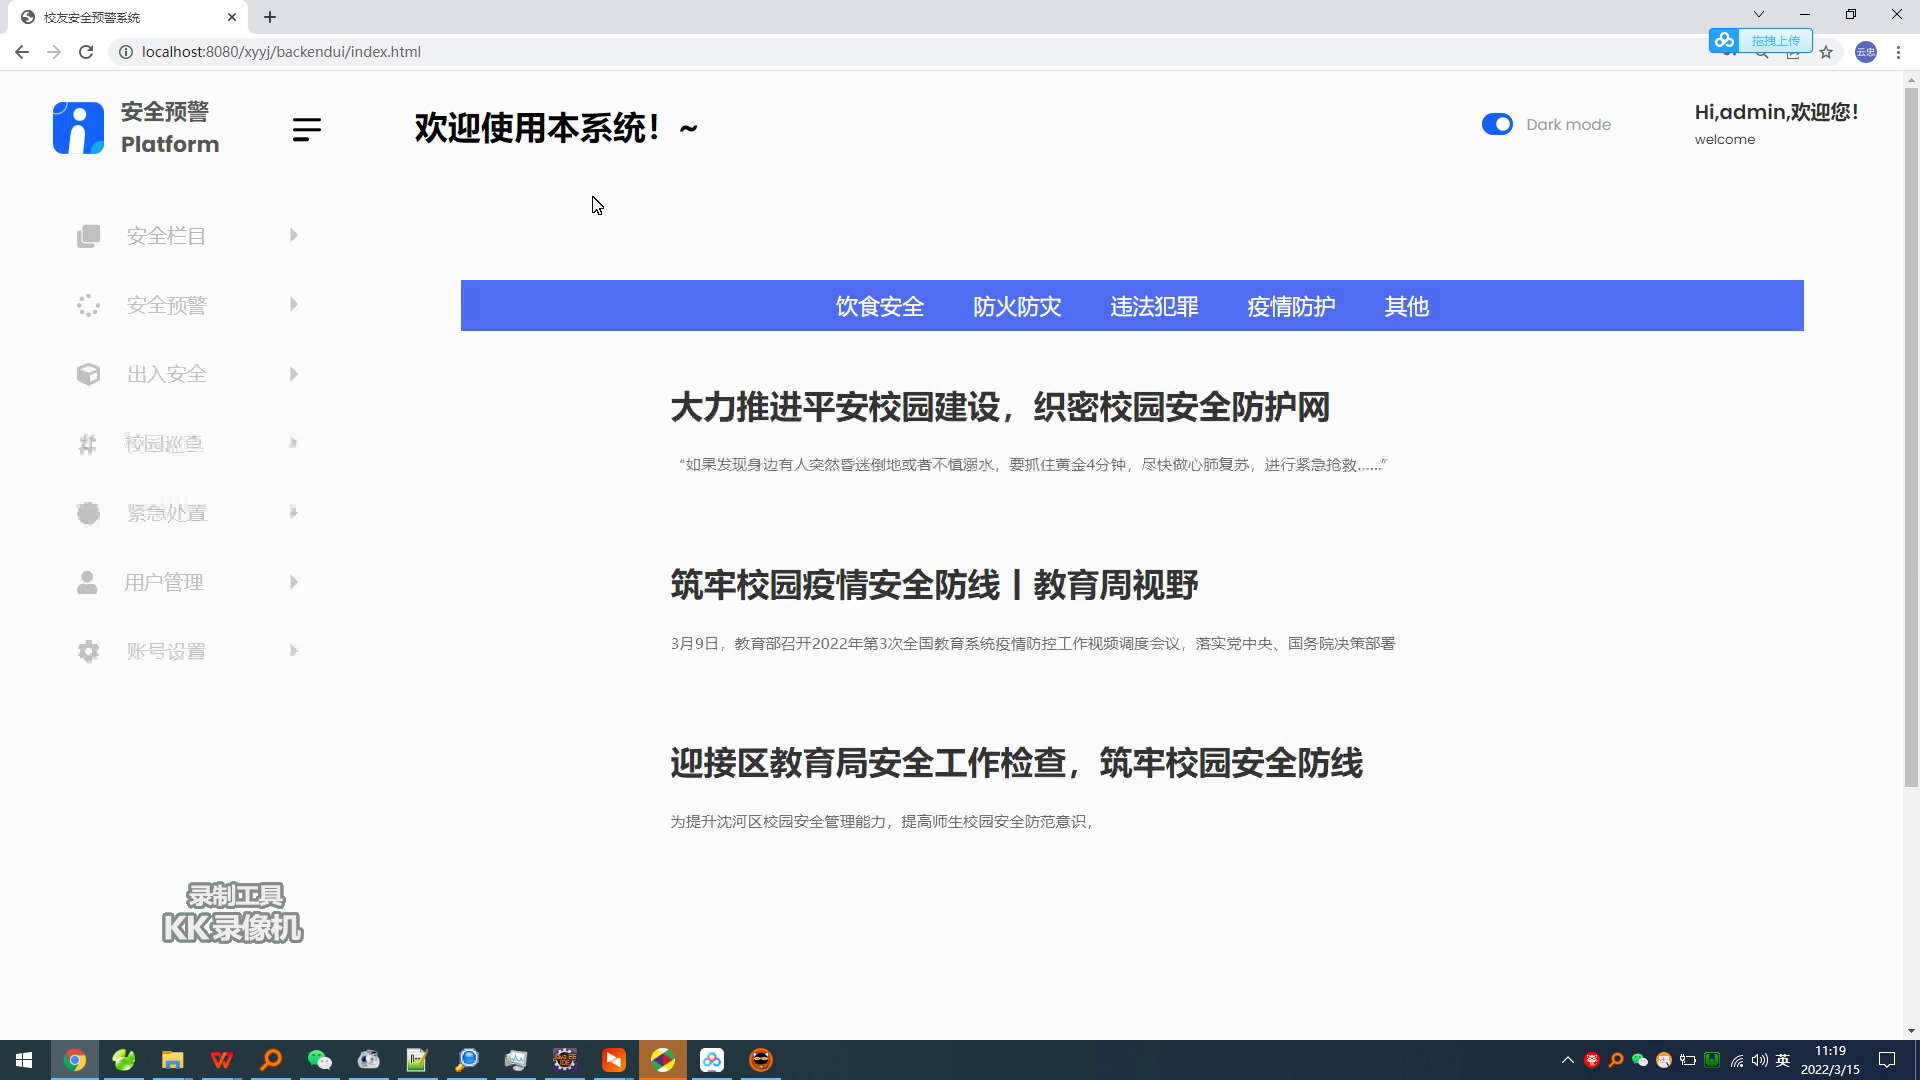 校友安全预警系统
localhost:8080/xyyj/backendui/index.html
拖拽上传
云忠
安全预警
Platform
欢迎使用本系统！~
Dark mode
Hi,admin,欢迎您！
welcome
安全栏目
安全预警
出入安全
校园巡查
紧急处置
用户管理
账号设置
饮食安全
防火防灾
违法犯罪
疫情防护
其他
大力推进平安校园建设，织密校园安全防护网
“如果发现身边有人突然昏迷倒地或者不慎溺水，要抓住黄金4分钟，尽快做心肺复苏，进行紧急抢救……”
筑牢校园疫情安全防线丨教育周视野
3月9日，教育部召开2022年第3次全国教育系统疫情防控工作视频调度会议，落实党中央、国务院决策部署
迎接区教育局安全工作检查，筑牢校园安全防线
为提升沈河区校园安全管理能力，提高师生校园安全防范意识，
录制工具
KK录像机
英
11:19
2022/3/15